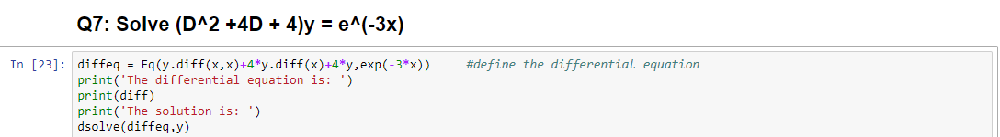 Q7: Solve (D^2 +4D + 4)y = e^(-3x)
In [23]: diffeq = Eq(y.diff(x,x)+4*y.diff(x)+4*y,exp(-3*x))     #define the differential equation
print('The differential equation is: ')
print(diff)
print('The solution is: ')
dsolve(diffeq,y)